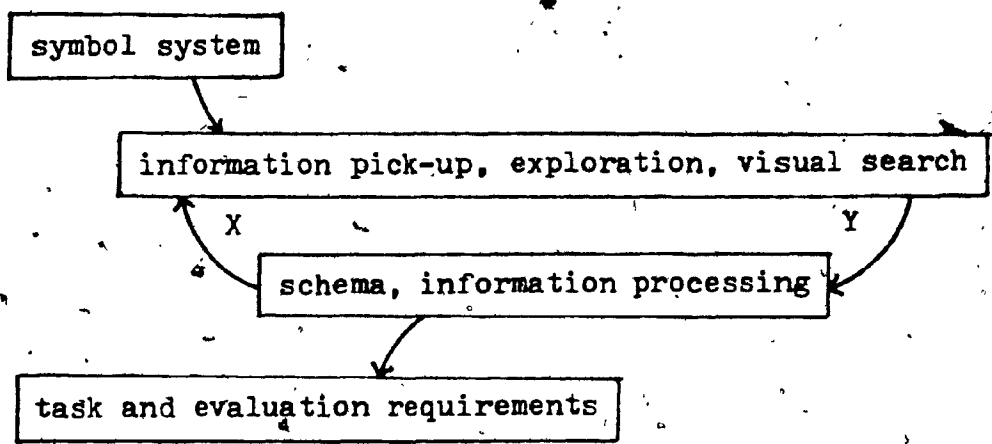 symbol system
information pick-up, exploration, visual search
X
Y
schema, information processing
task and evaluation requirements